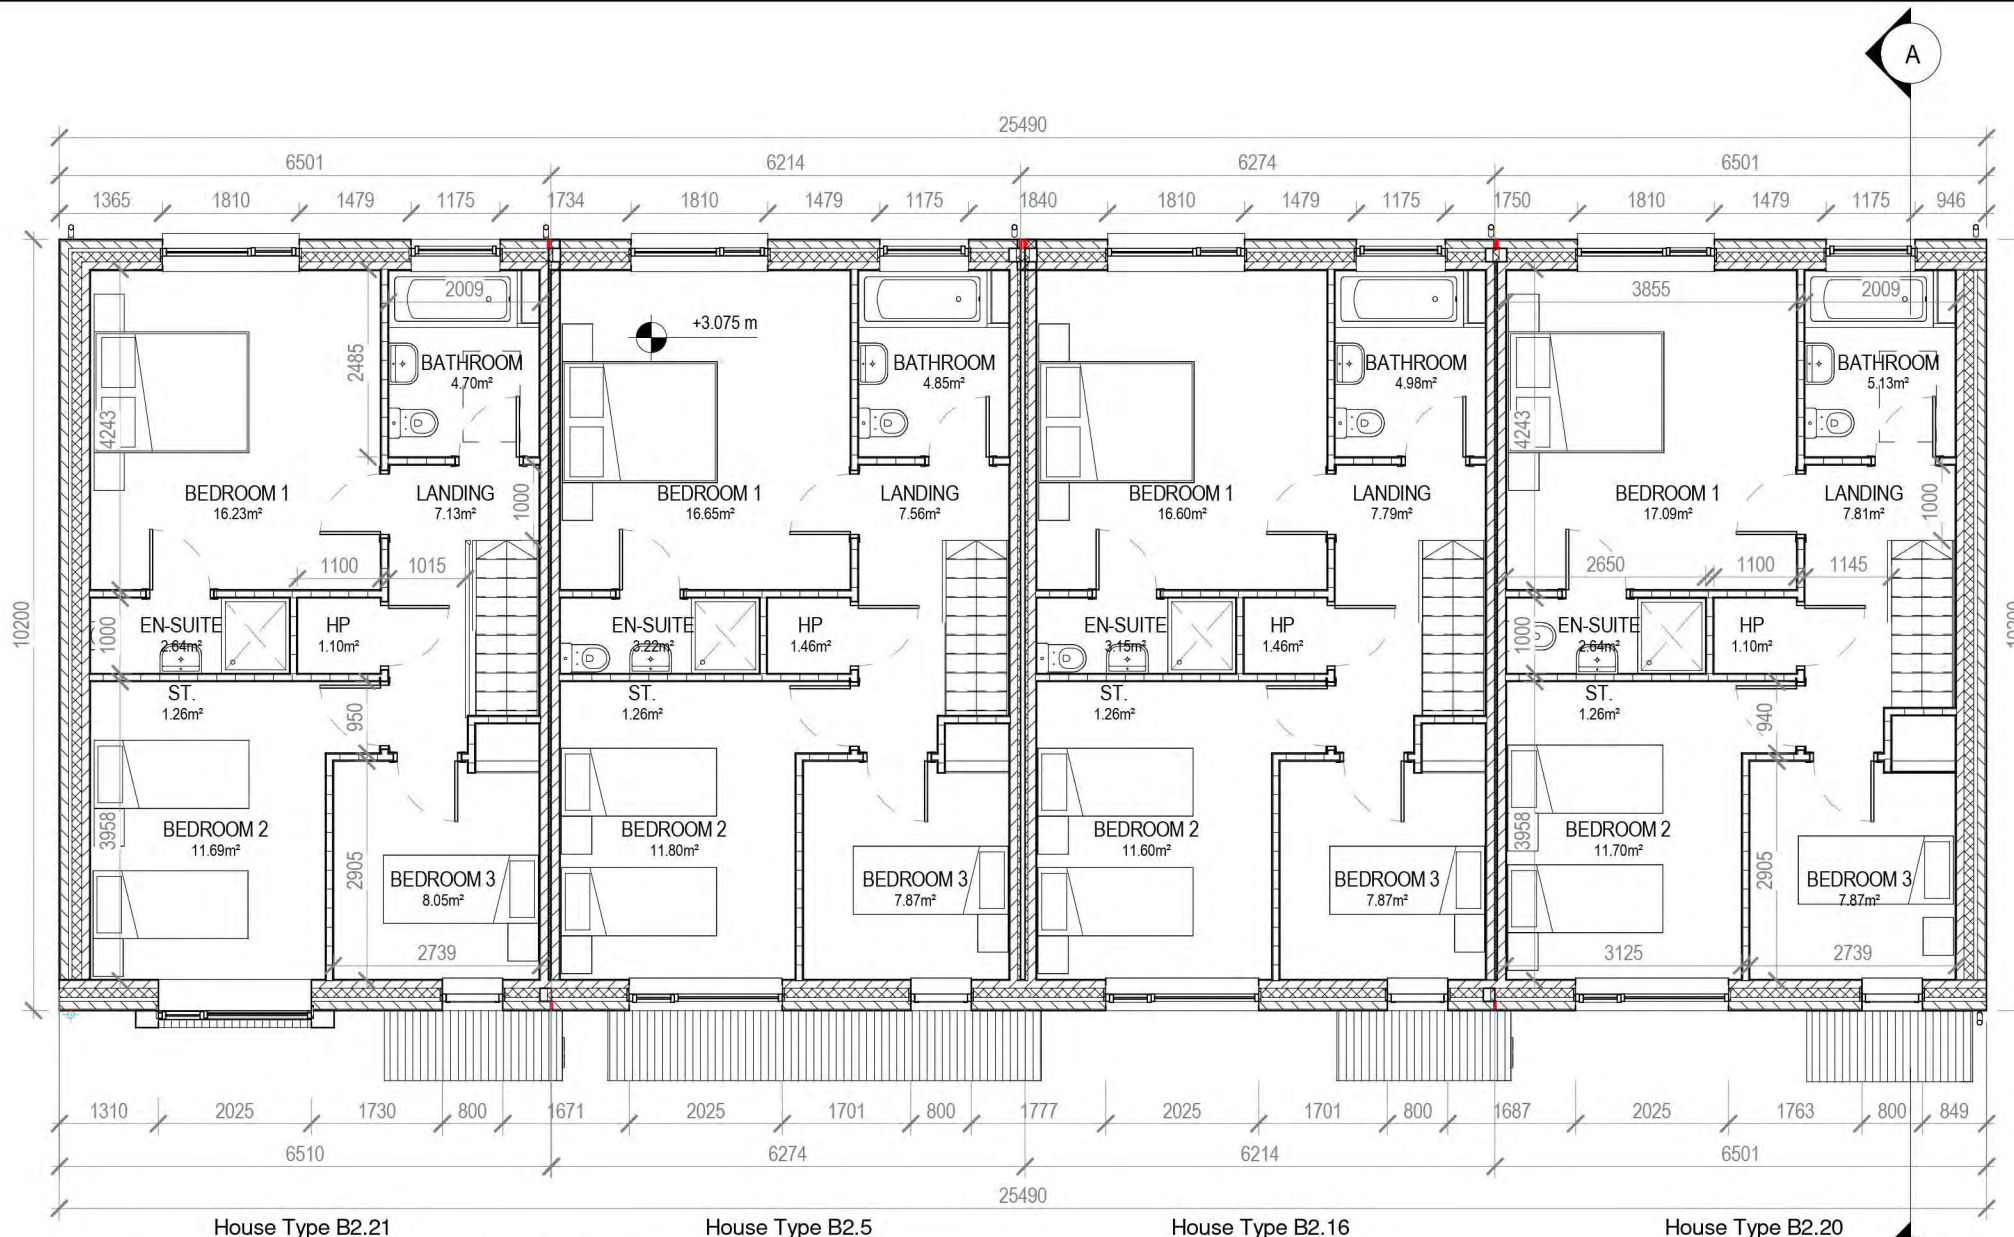 A
25490
6501 6214 6274 6501
1365 1810 1479 1175 1734 1810 1479 1175 1840 1810 1479 1175 1750 1810 1479 1175 946
2009 3855 2009
+3.075 m
BATHROOM BATHROOM BATHROOM BATHROOM
4.70m² 4.85m² 4.98m² 5.13m²
2485
4243 4243
BEDROOM 1 LANDING BEDROOM 1 LANDING BEDROOM 1 LANDING BEDROOM 1 LANDING
16.23m² 7.13m² 16.65m² 7.56m² 16.60m² 7.79m² 17.09m² 7.81m²
1000 1000
1100 1015 2650 1100 1145
10200
1000 1000
EN-SUITE HP EN-SUITE HP EN-SUITE HP EN-SUITE HP
2.64m² 1.10m² 3.22m² 1.46m² 3.15m² 1.46m² 2.64m² 1.10m²
ST. ST. ST. ST.
1.26m² 1.26m² 1.26m² 1.26m²
950 940
3958 3958
BEDROOM 2 BEDROOM 2 BEDROOM 2 BEDROOM 2
11.69m² 11.80m² 11.60m² 11.70m²
2905 2905
BEDROOM 3 BEDROOM 3 BEDROOM 3 BEDROOM 3
8.05m² 7.87m² 7.87m² 7.87m²
2739 3125 2739
1310 2025 1730 800 1671 2025 1701 800 1777 2025 1701 800 1687 2025 1763 800 849
6510 6274 6214 6501
25490
House Type B2.21 House Type B2.5 House Type B2.16 House Type B2.20